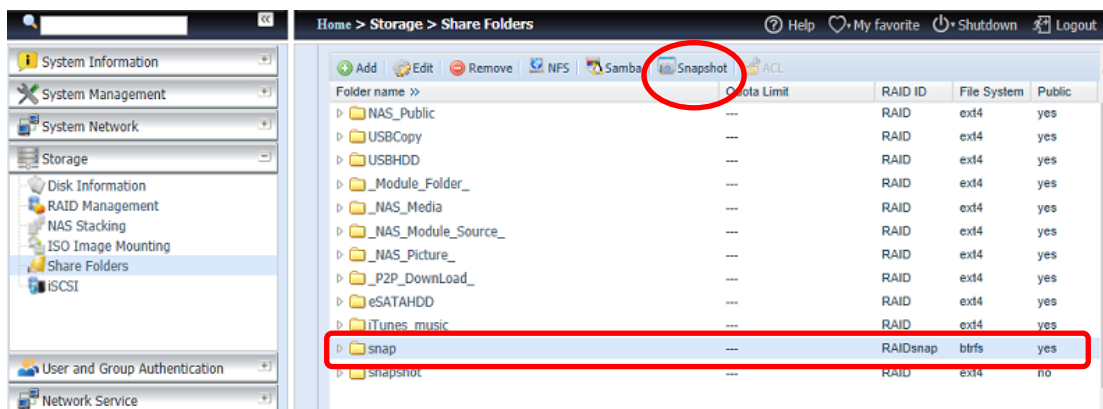 Home > Storage > Share Folders
Help My favorite Shutdown Logout
System Information
System Management
System Network
Storage
Disk Information
RAID Management
NAS Stacking
ISO Image Mounting
Share Folders
iSCSI
User and Group Authentication
Network Service
Add Edit Remove NFS Samba Snapshot ACL
Folder name » Quota Limit RAID ID File System Public
NAS_Public --- RAID ext4 yes
USBCopy --- RAID ext4 yes
USBHDD --- RAID ext4 yes
_Module_Folder_ --- RAID ext4 yes
_NAS_Media --- RAID ext4 yes
_NAS_Module_Source_ --- RAID ext4 yes
_NAS_Picture_ --- RAID ext4 yes
_P2P_DownLoad_ --- RAID ext4 yes
eSATAHDD --- RAID ext4 yes
iTunes_music --- RAID ext4 yes
snap --- RAIDsnap btrfs yes
snapshot --- RAID ext4 no